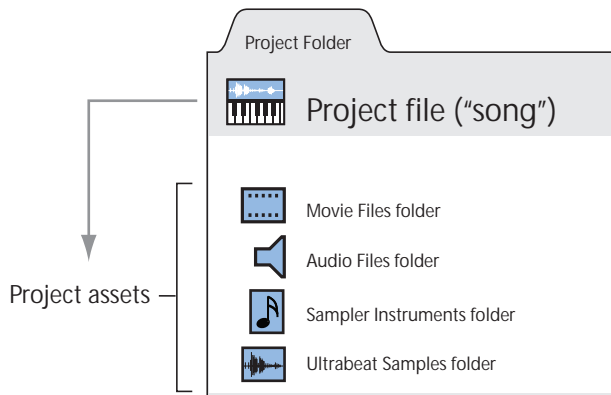 Project Folder
Project file (“song”)
Movie Files folder
Audio Files folder
Project assets
Sampler Instruments folder
Ultrabeat Samples folder